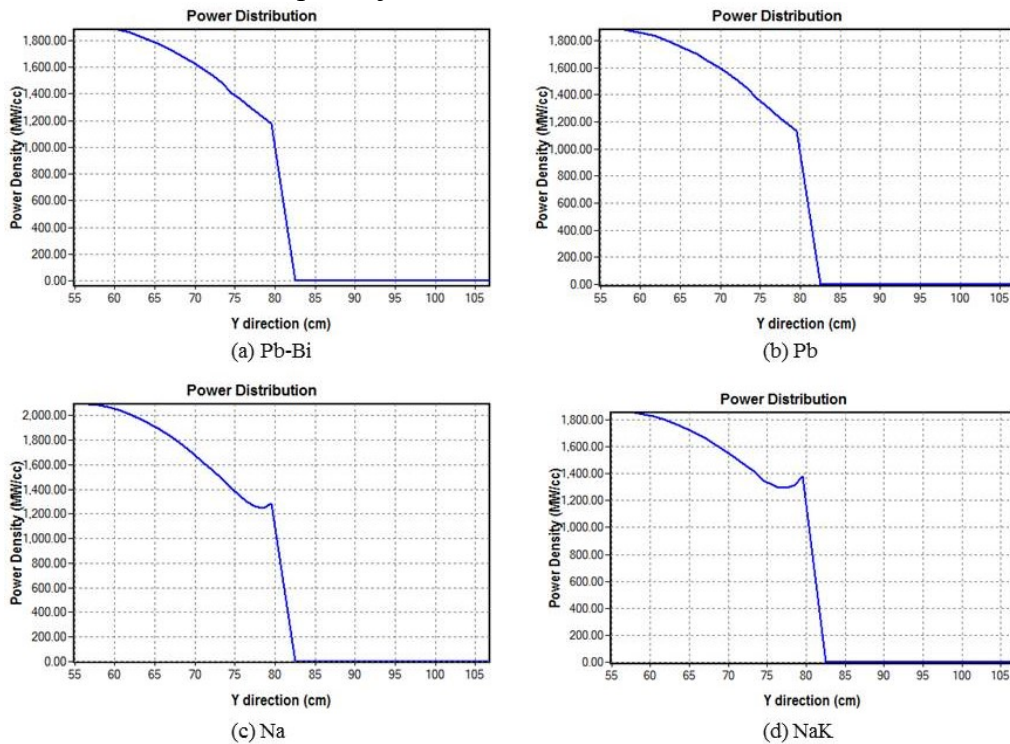 Power Distribution
Power Density (MW/cc)
1,800.00
1,600.00
1,400.00
1,200.00
1,000.00
800.00
600.00
400.00
200.00
0.00
55 60 65 70 75 80 85 90 95 100 105
Y direction (cm)
(a) Pb-Bi
Power Distribution
Power Density (MW/cc)
1,800.00
1,600.00
1,400.00
1,200.00
1,000.00
800.00
600.00
400.00
200.00
0.00
55 60 65 70 75 80 85 90 95 100 105
Y direction (cm)
(b) Pb
Power Distribution
Power Density (MW/cc)
2,000.00
1,800.00
1,600.00
1,400.00
1,200.00
1,000.00
800.00
600.00
400.00
200.00
0.00
55 60 65 70 75 80 85 90 95 100 105
Y direction (cm)
(c) Na
Power Distribution
Power Density (MW/cc)
1,800.00
1,600.00
1,400.00
1,200.00
1,000.00
800.00
600.00
400.00
200.00
0.00
55 60 65 70 75 80 85 90 95 100 105
Y direction (cm)
(d) NaK